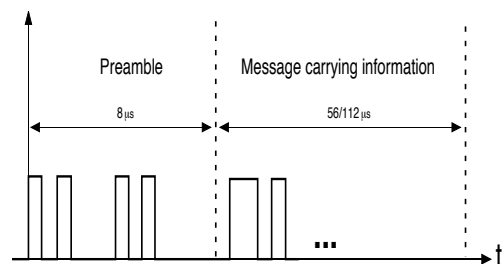 Preamble
Message carrying information
8 µs
56/112 µs
...
t